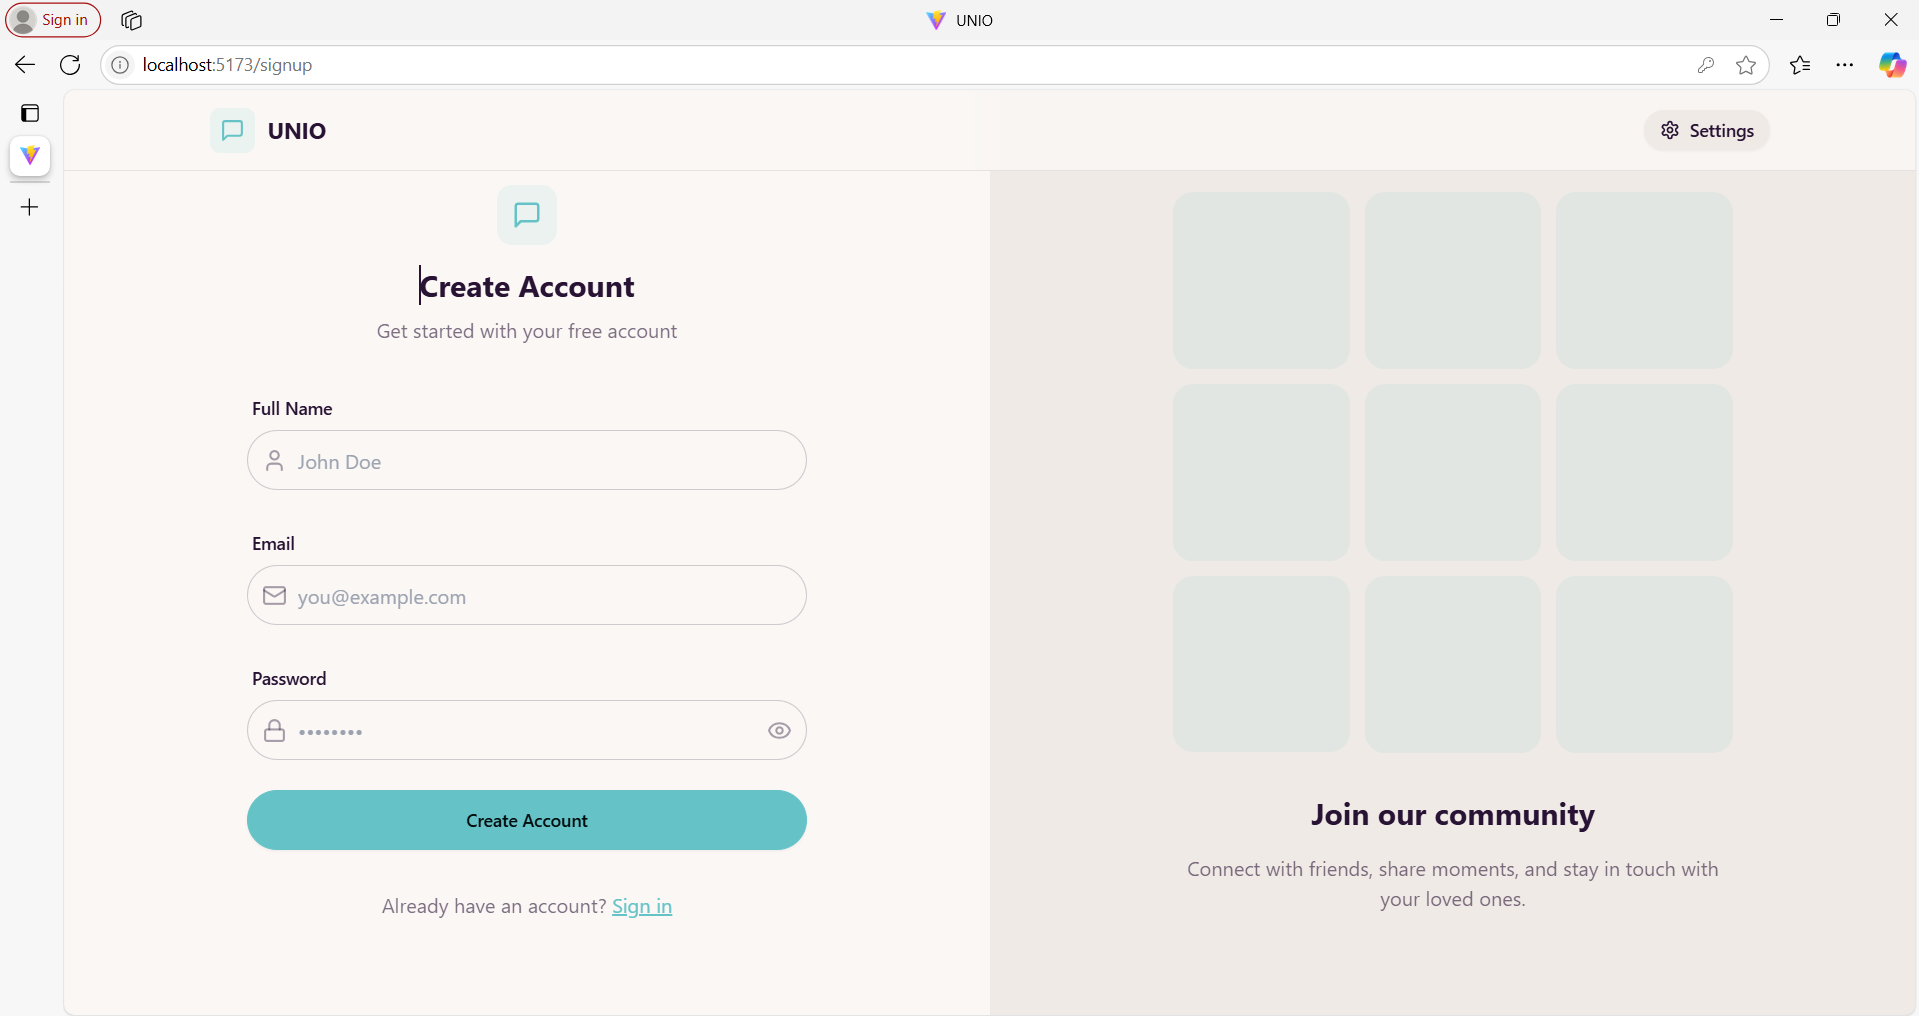 Sign in
UNIO
localhost:5173/signup
UNIO
Settings
Create Account
Get started with your free account
Full Name
John Doe
Email
you@example.com
Password
••••••••
Create Account
Already have an account? Sign in
Join our community
Connect with friends, share moments, and stay in touch with
your loved ones.